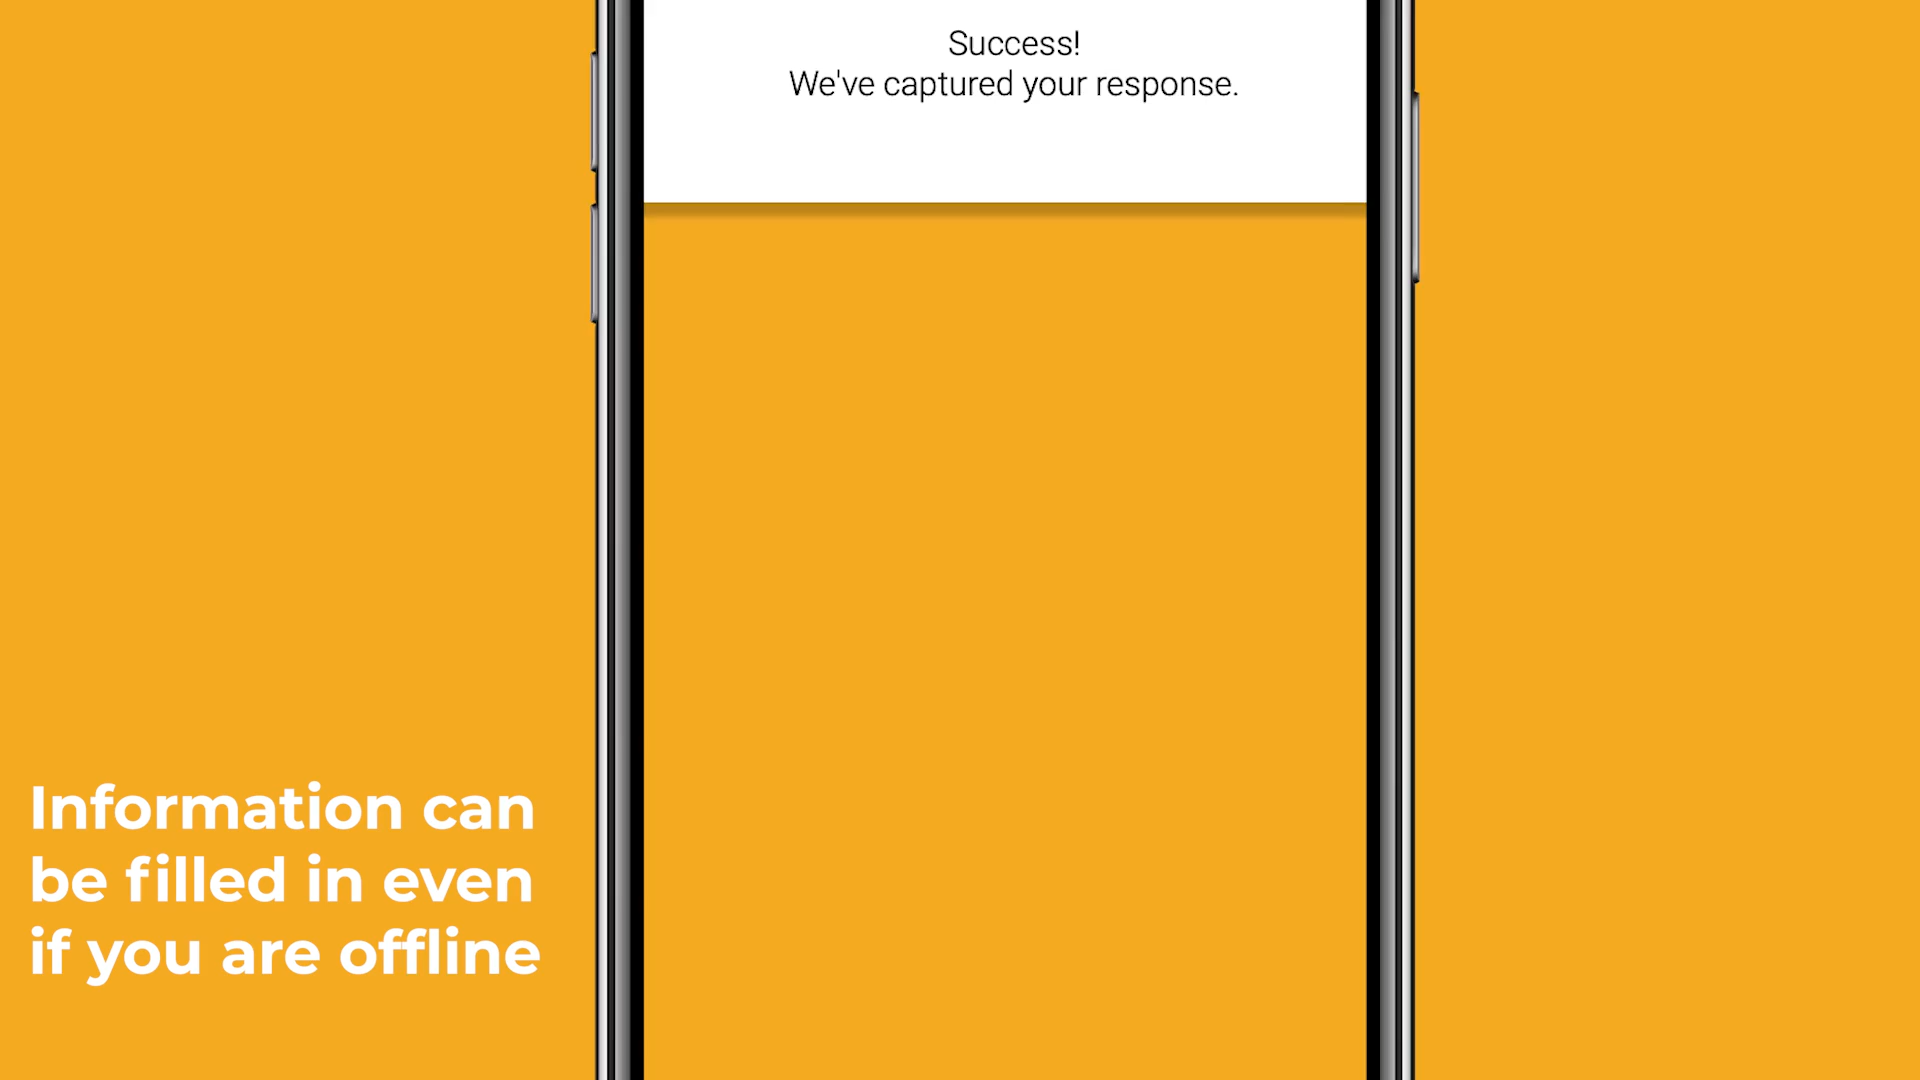 Success!
We've captured your response.
Information can
be filled in even
if you are offline